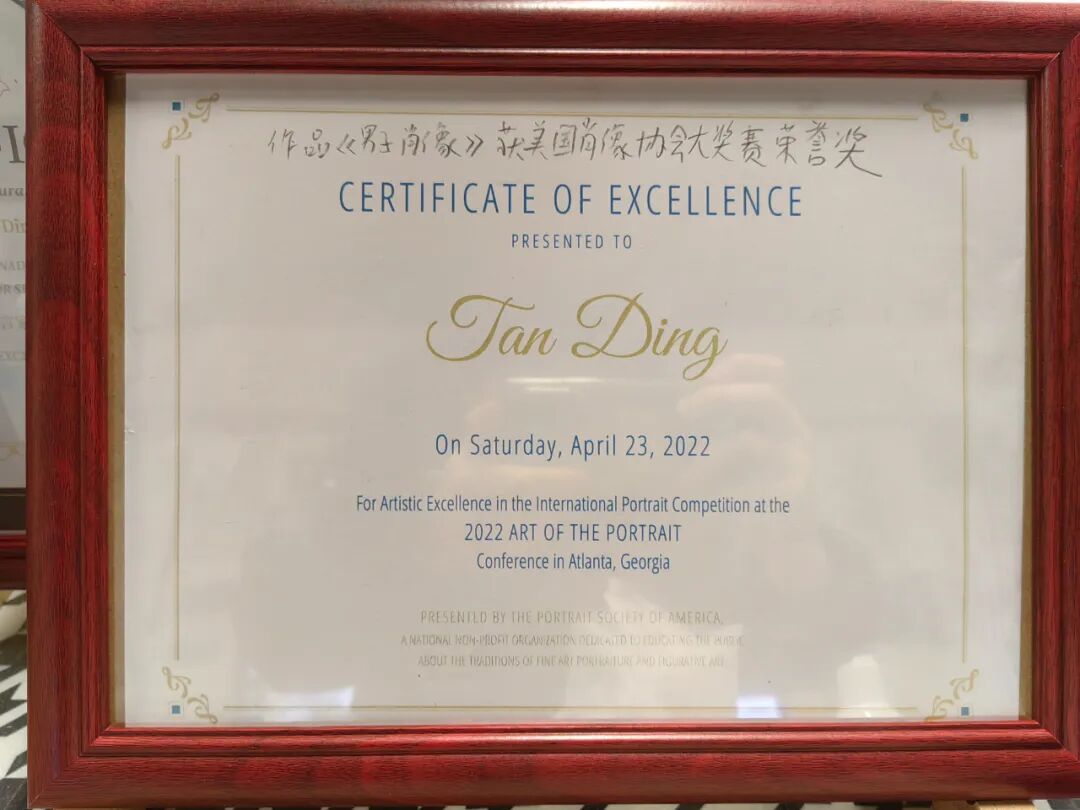 作品《男子肖像》获美国肖像协会大奖赛荣誉奖
CERTIFICATE OF EXCELLENCE
PRESENTED TO
Tan Ding
On Saturday, April 23, 2022
For Artistic Excellence in the International Portrait Competition at the
2022 ART OF THE PORTRAIT
Conference in Atlanta, Georgia
PRESENTED BY THE PORTRAIT SOCIETY OF AMERICA,
A NATIONAL NON-PROFIT ORGANIZATION DEDICATED TO EDUCATING THE PUBLIC
ABOUT THE TRADITIONS OF FINE ART PORTRAITURE AND FIGURATIVE ART